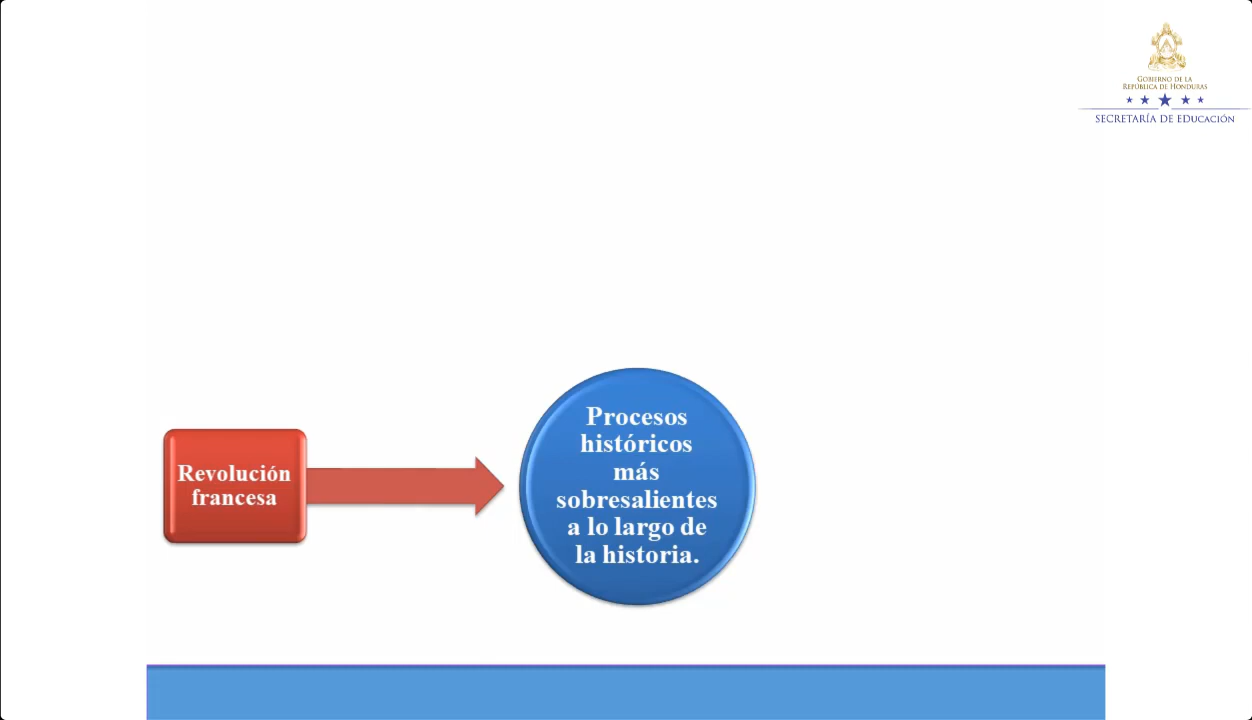 GOBIERNO DE LA
REPÚBLICA DE HONDURAS
SECRETARÍA DE EDUCACIÓN
Procesos
históricos
más
sobresalientes
a lo largo de
la historia.
Revolución
francesa